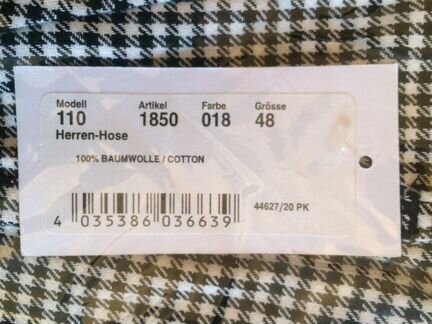 Modell Artikel Farbe Grösse
110 1850 018 48
Herren-Hose
100% BAUMWOLLE / COTTON
44627/20 PK
4 035386 036639